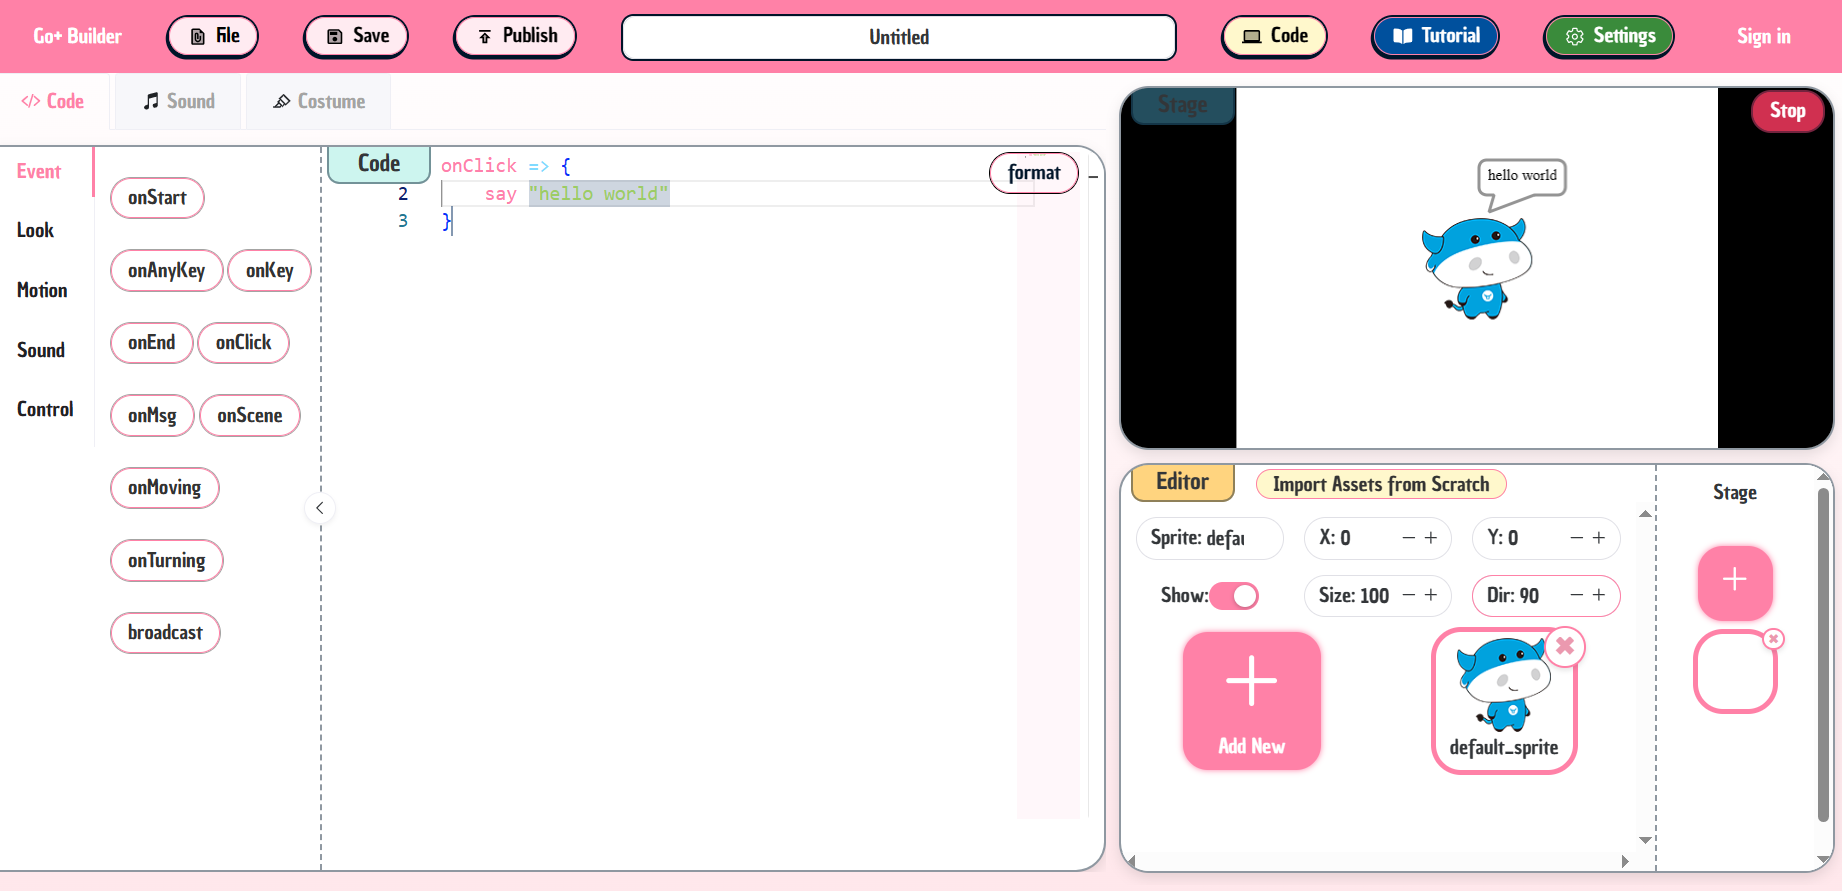 Go+ Builder
File
Save
Publish
Untitled
Code
Tutorial
Settings
Sign in
Code
Sound
Costume
Event
Look
Motion
Sound
Control
onStart
onAnyKey onKey
onEnd onClick
onMsg onScene
onMoving
onTurning
broadcast
Code
onClick => {
2 say "hello world"
3 }
format
Stage
Stop
hello world
Editor
Import Assets from Scratch
Sprite: defau
X: 0
Y: 0
Show:
Size: 100
Dir: 90
Add New
default_sprite
Stage